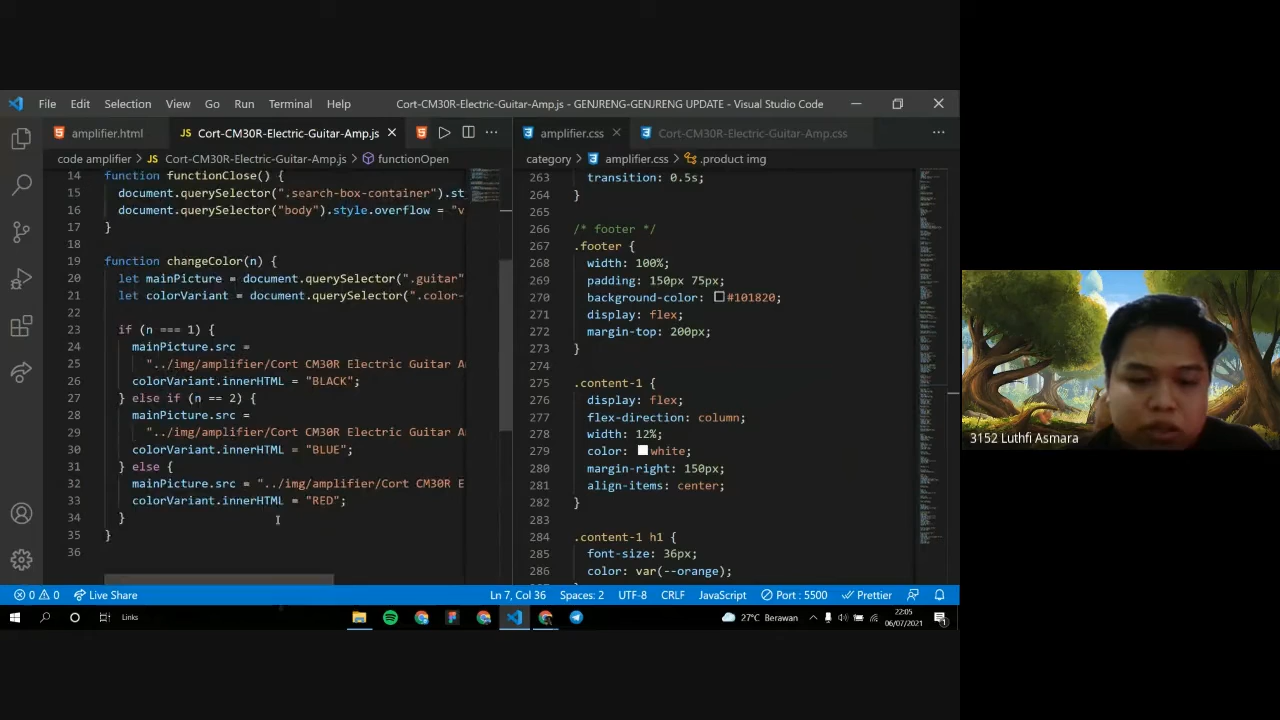 File Edit Selection View Go Run Terminal Help
Cort-CM30R-Electric-Guitar-Amp.js - GENJRENG-GENJRENG UPDATE - Visual Studio Code
amplifier.html
JS Cort-CM30R-Electric-Guitar-Amp.js
code amplifier > JS Cort-CM30R-Electric-Guitar-Amp.js > functionOpen
14 function functionClose() {
15 document.querySelector(".search-box-container").st
16 document.querySelector("body").style.overflow = "v
17 }
18
19 function changeColor(n) {
20 let mainPicture = document.querySelector(".guitar"
21 let colorVariant = document.querySelector(".color-
22
23 if (n === 1) {
24 mainPicture.src =
25 "../img/amplifier/Cort CM30R Electric Guitar A
26 colorVariant.innerHTML = "BLACK";
27 } else if (n == 2) {
28 mainPicture.src =
29 "../img/amplifier/Cort CM30R Electric Guitar A
30 colorVariant.innerHTML = "BLUE";
31 } else {
32 mainPicture.src = "../img/amplifier/Cort CM30R E
33 colorVariant.innerHTML = "RED";
34 }
35 }
36
amplifier.css
Cort-CM30R-Electric-Guitar-Amp.css
category > amplifier.css > .product img
263 transition: 0.5s;
264 }
265
266 /* footer */
267 .footer {
268 width: 100%;
269 padding: 150px 75px;
270 background-color: #101820;
271 display: flex;
272 margin-top: 200px;
273 }
274
275 .content-1 {
276 display: flex;
277 flex-direction: column;
278 width: 12%;
279 color: white;
280 margin-right: 150px;
281 align-items: center;
282 }
283
284 .content-1 h1 {
285 font-size: 36px;
286 color: var(--orange);
3152 Luthfi Asmara
0 0 Live Share
Ln 7, Col 36 Spaces: 2 UTF-8 CRLF JavaScript Port : 5500 Prettier
Links
27°C Berawan
22:05
06/07/2021
1